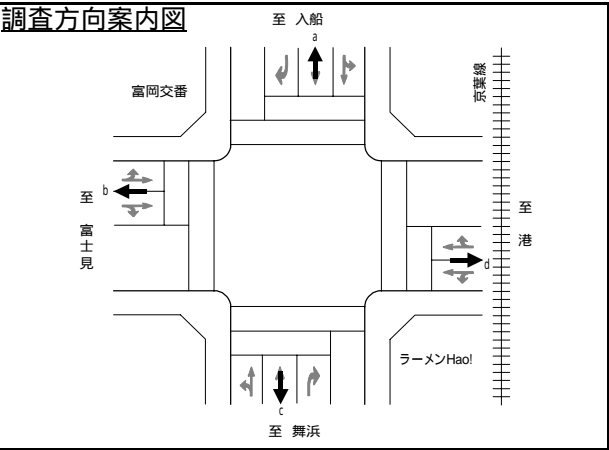 調査方向案内図
至 入船
a
富岡交番
京葉線
b
至 富士見
至 港
d
ラーメンHao!
c
至 舞浜